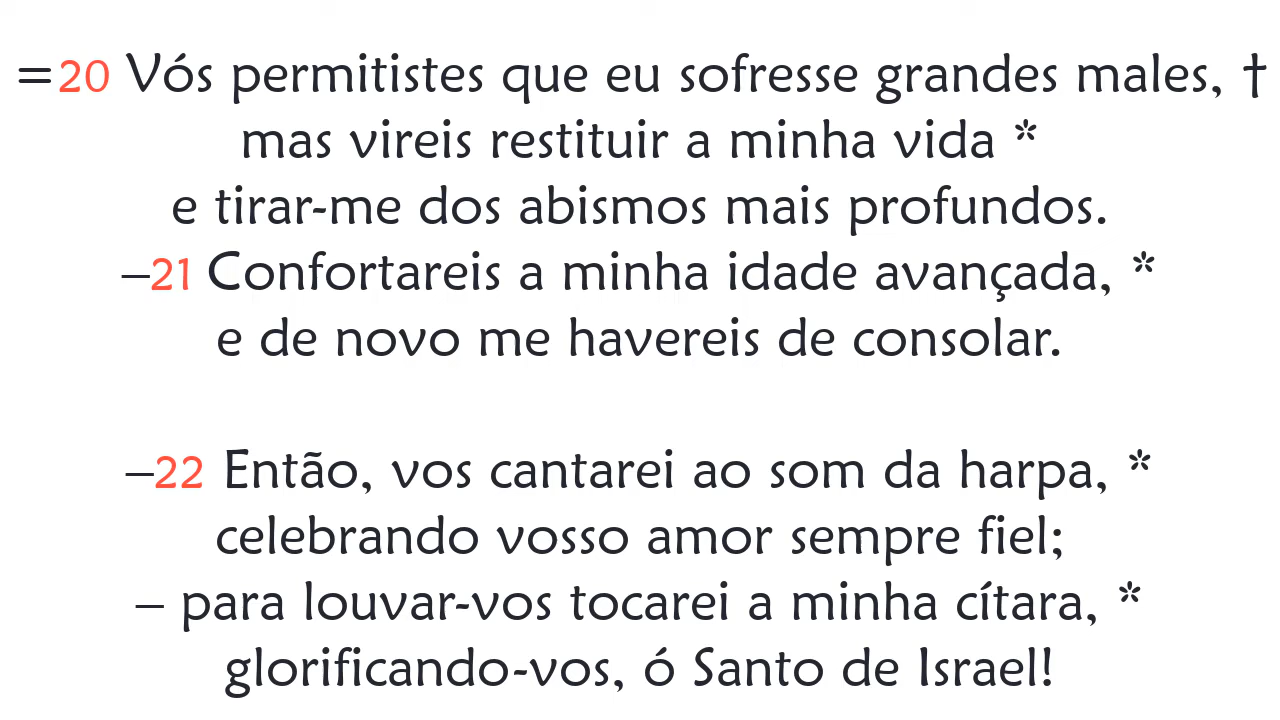 =20 Vós permitistes que eu sofresse grandes males, †
mas vireis restituir a minha vida *
e tirar-me dos abismos mais profundos.
–21 Confortareis a minha idade avançada, *
e de novo me havereis de consolar.
–22 Então, vos cantarei ao som da harpa, *
celebrando vosso amor sempre fiel;
– para louvar-vos tocarei a minha cítara, *
glorificando-vos, ó Santo de Israel!